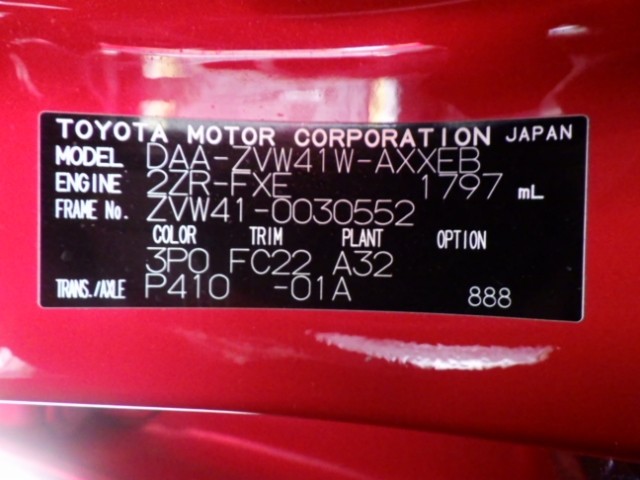 TOYOTA MOTOR CORPORATION JAPAN
MODEL DAA-ZVW41W-AXXEB
ENGINE 2ZR-FXE 1797 mL
FRAME No. ZVW41-0030552
COLOR TRIM PLANT OPTION
3P0 FC22 A32
TRANS./AXLE P410 -01A 888